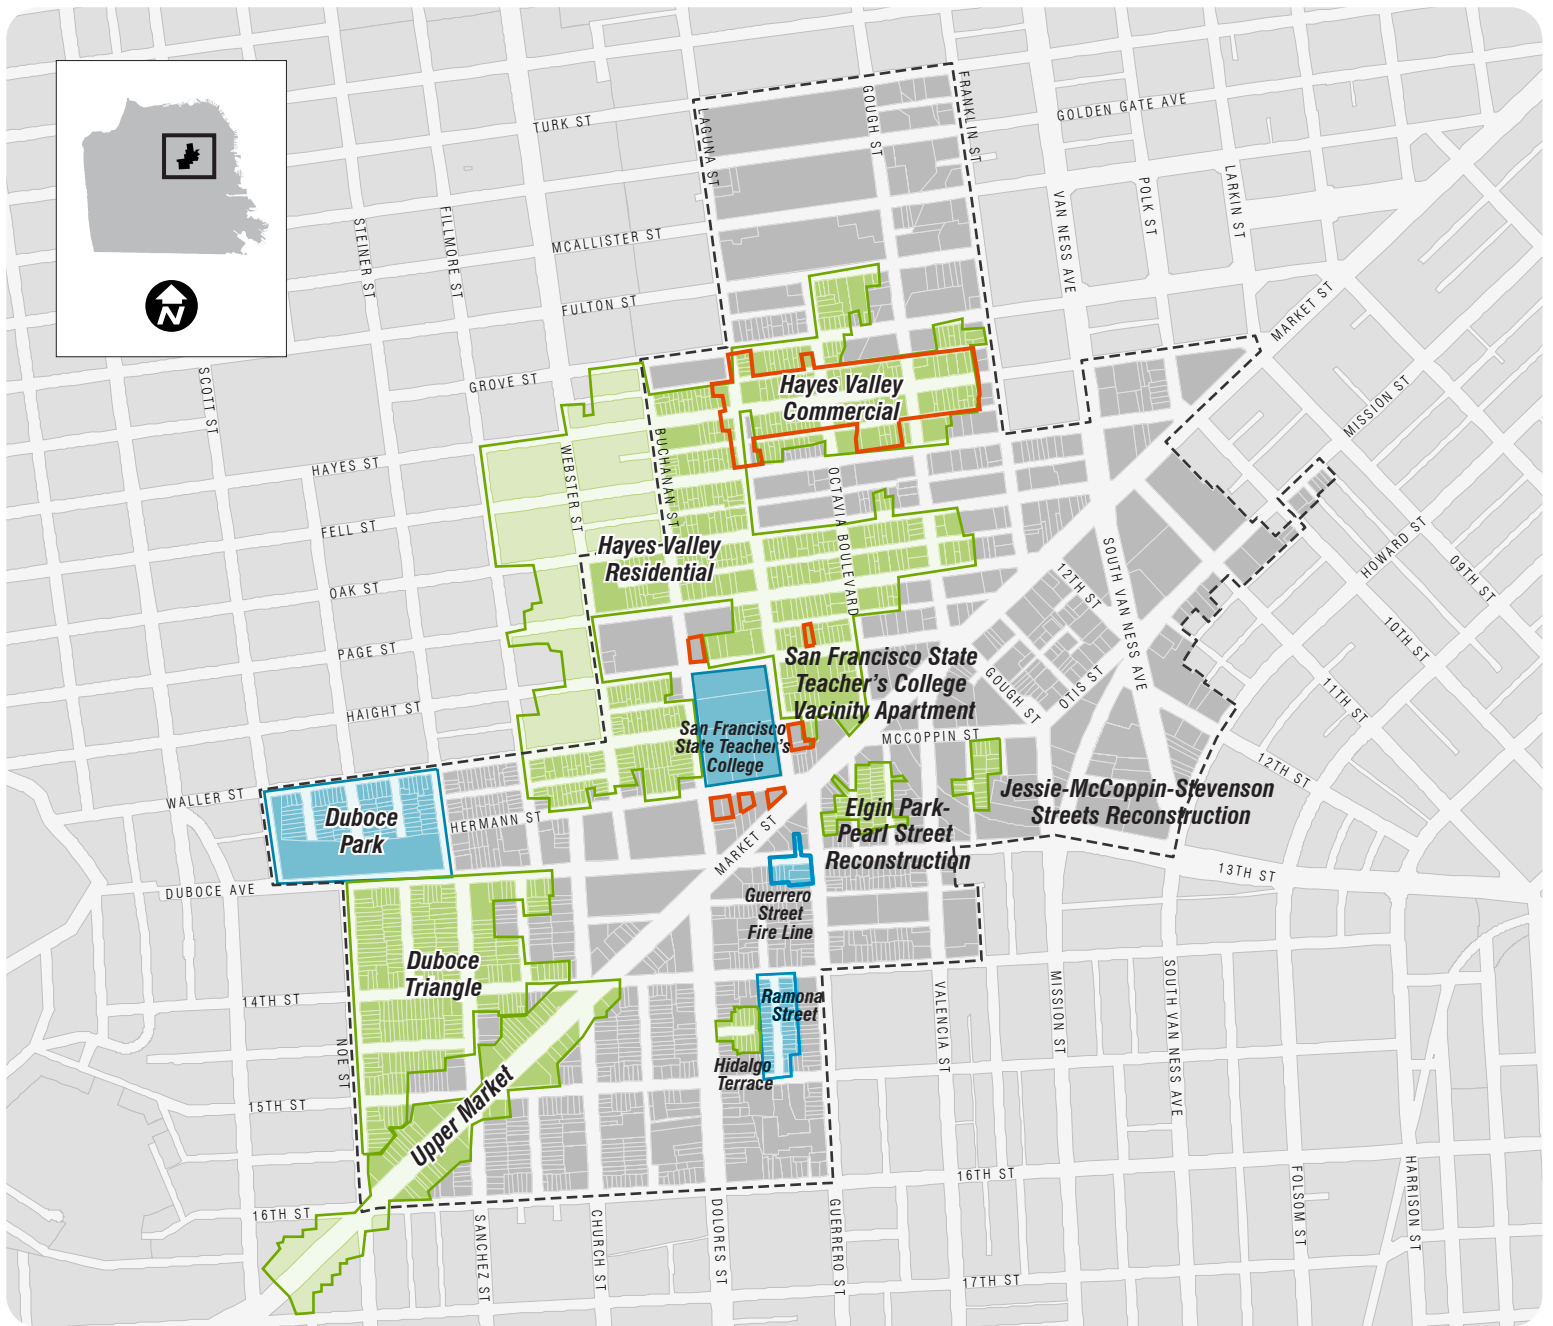 TURK ST
LAGUNA ST
GOUGH ST
FRANKLIN ST
GOLDEN GATE AVE
VAN NESS AVE
POLK ST
LARKIN ST
STEINER ST
FILLMORE ST
MCALLISTER ST
FULTON ST
N
SCOTT ST
GROVE ST
MARKET ST
MISSION ST
Hayes Valley
Commercial
HAYES ST
WEBSTER ST
BUCHANAN ST
OCTAVIA BOULEVARD
FELL ST
Hayes Valley
Residential
SOUTH VAN NESS AVE
12TH ST
HOWARD ST
09TH ST
OAK ST
10TH ST
PAGE ST
San Francisco State
Teacher's College
Vacinity Apartment
GOUGH ST
OTIS ST
11TH ST
HAIGHT ST
San Francisco
State Teacher's
College
MCCOPPIN ST
12TH ST
WALLER ST
Duboce
Park
HERMANN ST
MARKET ST
Elgin Park-
Pearl Street
Reconstruction
Jessie-McCoppin-Stevenson
Streets Reconstruction
13TH ST
DUBOCE AVE
Guerrero
Street
Fire Line
Duboce
Triangle
14TH ST
Ramona
Street
VALENCIA ST
MISSION ST
SOUTH VAN NESS AVE
NOE ST
Hidalgo
Terrace
15TH ST
Upper Market
16TH ST
FOLSOM ST
HARRISON ST
16TH ST
SANCHEZ ST
CHURCH ST
DOLORES ST
GUERRERO ST
17TH ST